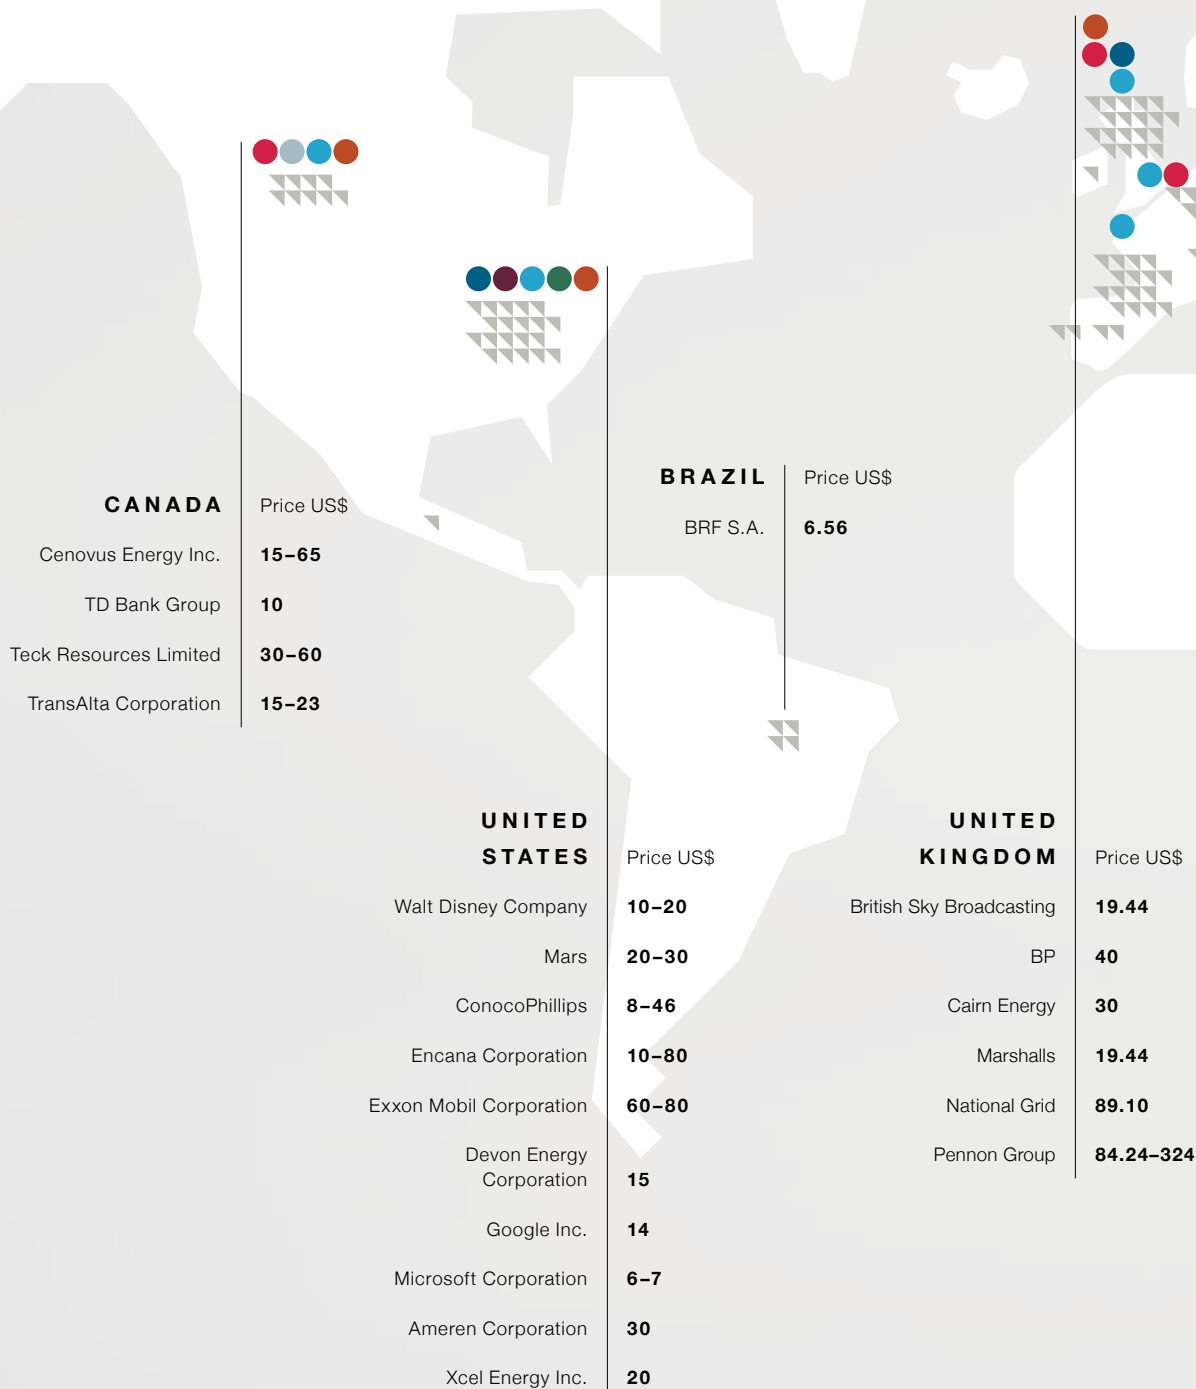 CANADA Price US$
Cenovus Energy Inc. 15–65
TD Bank Group 10
Teck Resources Limited 30–60
TransAlta Corporation 15–23
BRAZIL Price US$
BRF S.A. 6.56
UNITED
STATES Price US$
Walt Disney Company 10–20
Mars 20–30
ConocoPhillips 8–46
Encana Corporation 10–80
Exxon Mobil Corporation 60–80
Devon Energy
Corporation 15
Google Inc. 14
Microsoft Corporation 6–7
Ameren Corporation 30
Xcel Energy Inc. 20
UNITED
KINGDOM Price US$
British Sky Broadcasting 19.44
BP 40
Cairn Energy 30
Marshalls 19.44
National Grid 89.10
Pennon Group 84.24–324